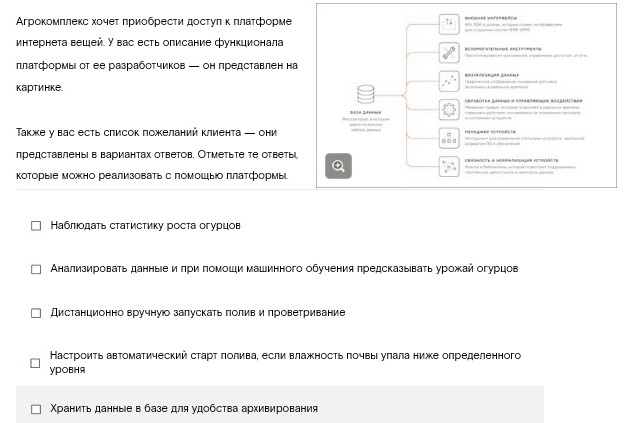 Агрокомплекс хочет приобрести доступ к платформе
интернета вещей. У вас есть описание функционала
платформы от ее разработчиков — он представлен на
картинке.
Также у вас есть список пожеланий клиента — они
представлены в вариантах ответов. Отметьте те ответы,
которые можно реализовать с помощью платформы.
БАЗА ДАННЫХ
ВНЕШНИЕ ИНТЕРФЕЙСЫ
ВСПОМОГАТЕЛЬНЫЕ ИНСТРУМЕНТЫ
ВИЗУАЛИЗАЦИЯ ДАННЫХ
ОБРАБОТКА ДАННЫХ И УПРАВЛЯЮЩИЕ ВОЗДЕЙСТВИЯ
МЕНЕДЖЕР УСТРОЙСТВ
СВЯЗНОСТЬ И НОРМАЛИЗАЦИЯ УСТРОЙСТВ
Наблюдать статистику роста огурцов
Анализировать данные и при помощи машинного обучения предсказывать урожай огурцов
Дистанционно вручную запускать полив и проветривание
Настроить автоматический старт полива, если влажность почвы упала ниже определенного
уровня
Хранить данные в базе для удобства архивирования